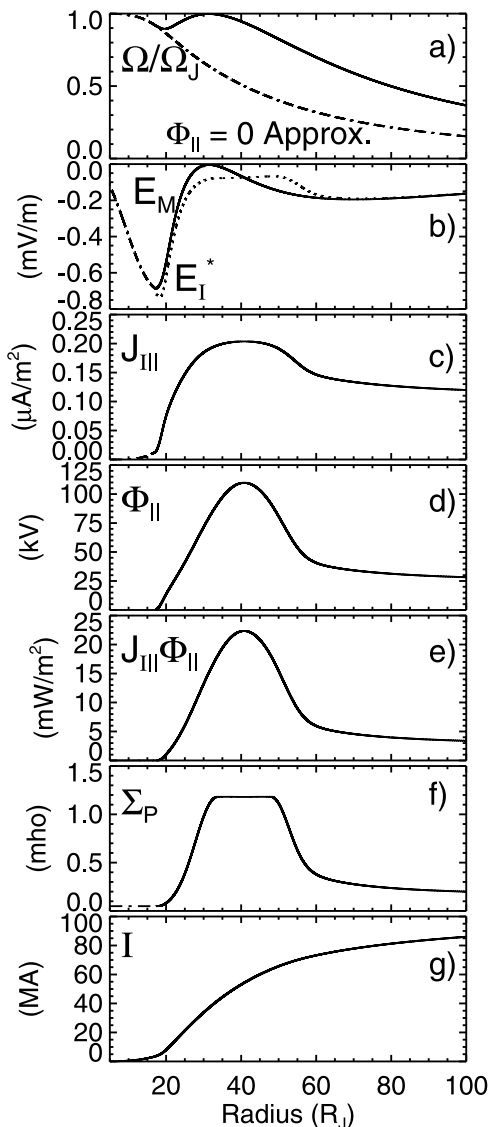 1.0
0.5
0.0
Ω/Ω_J
a)
Φ_|| = 0 Approx.
0.0
-0.2
-0.4
-0.6
-0.8
(mV/m)
E_M
E_I^*
b)
0.25
0.20
0.15
0.10
0.05
0.00
(μA/m²)
J_I||
c)
125
100
75
50
25
0
(kV)
Φ_||
d)
25
20
15
10
5
0
(mW/m²)
J_I||Φ_||
e)
1.5
1.0
0.5
0.0
(mho)
Σ_P
f)
100
80
60
40
20
0
(MA)
I
g)
20 40 60 80 100
Radius (R_J)